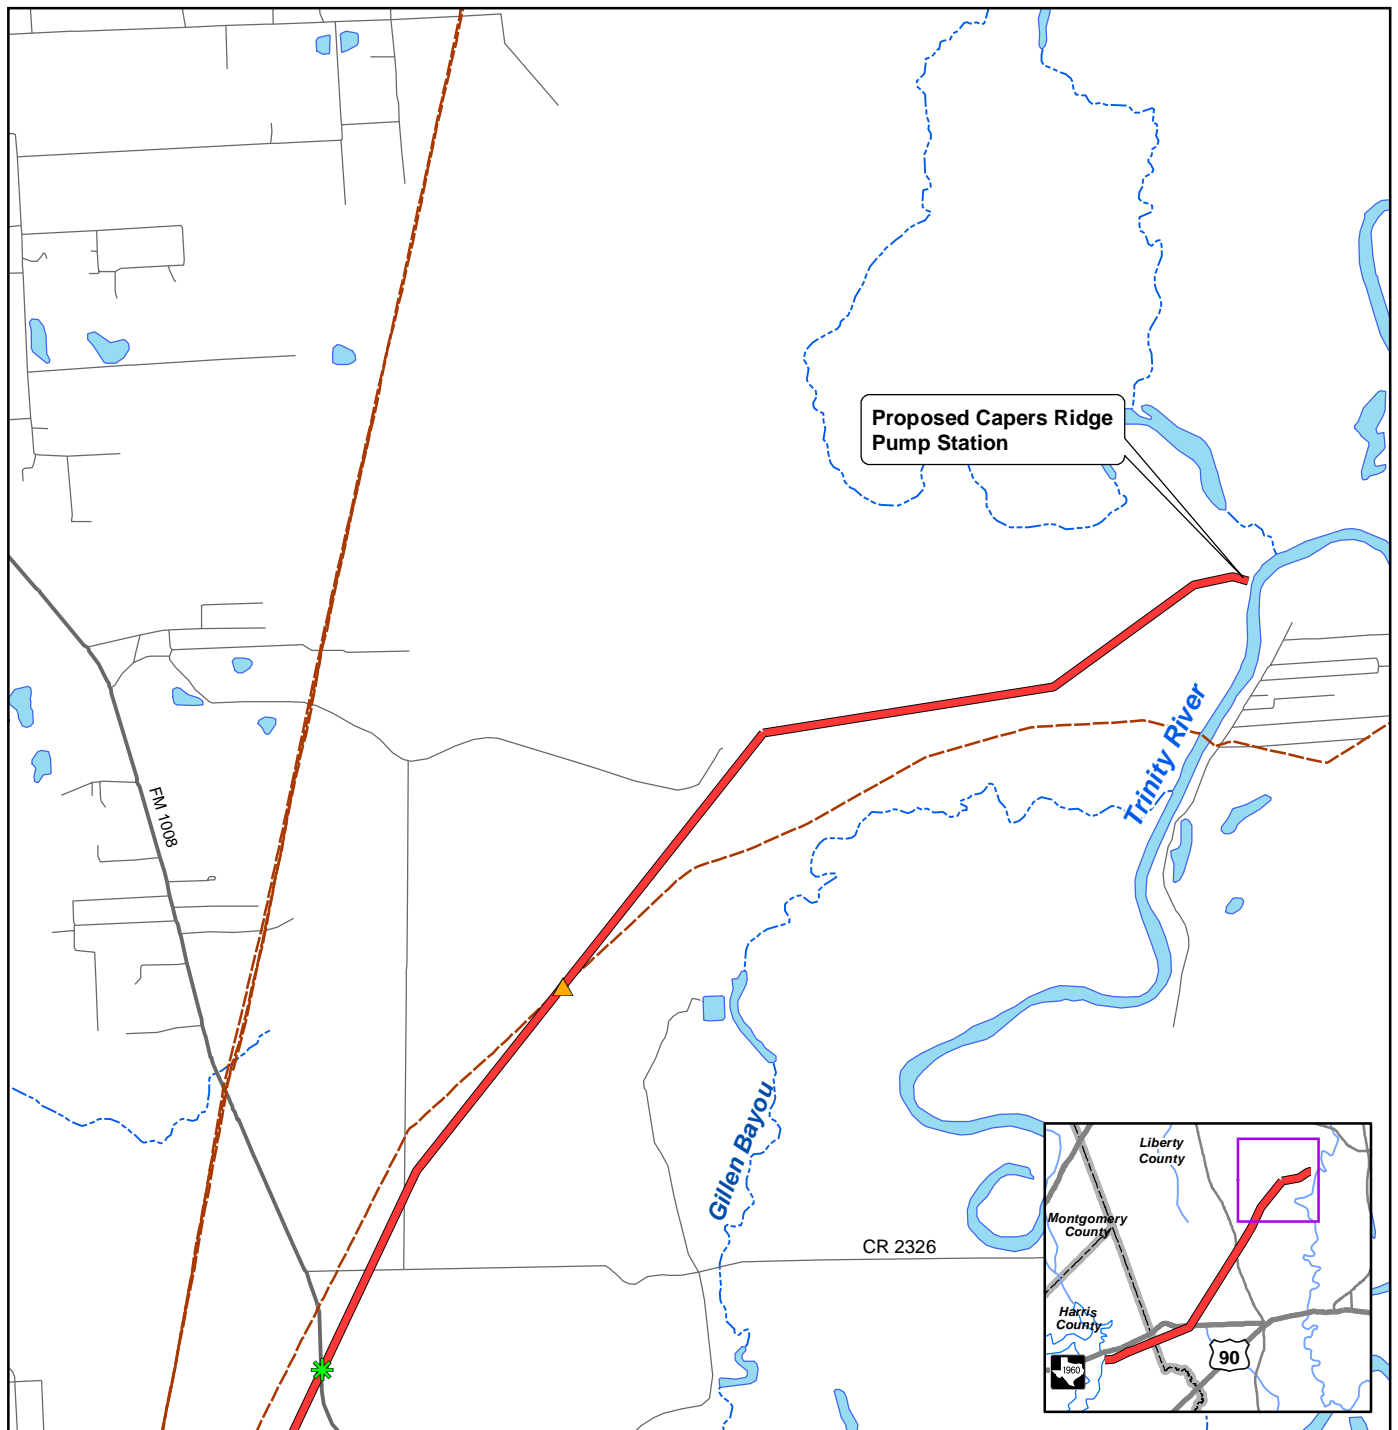 Proposed Capers Ridge
Pump Station
Trinity River
FM 1008
Gillen Bayou
CR 2326
Liberty
County
Montgomery
County
Harris
County
90
1960